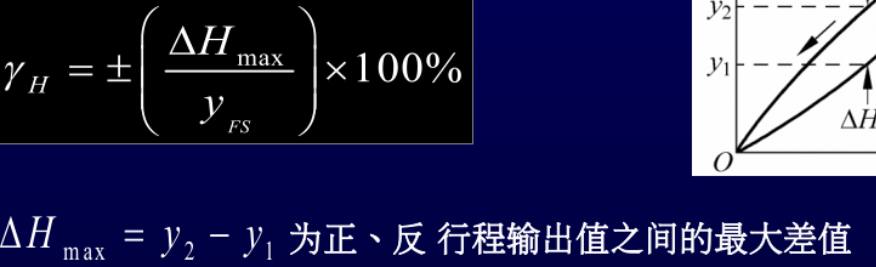 γ_H = ±(ΔH_max / y_FS) × 100%
y₂
y₁
ΔH
O
ΔH_max = y₂ − y₁ 为正、反 行程输出值之间的最大差值